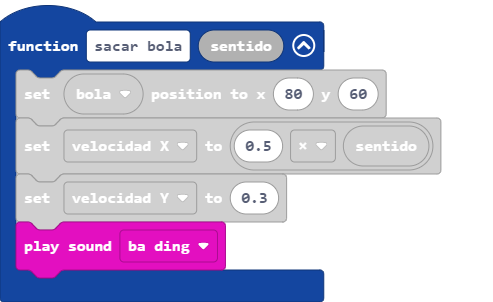 function sacar bola sentido
set bola position to x 80 y 60
set velocidad X to 0.5 × sentido
set velocidad Y to 0.3
play sound ba ding